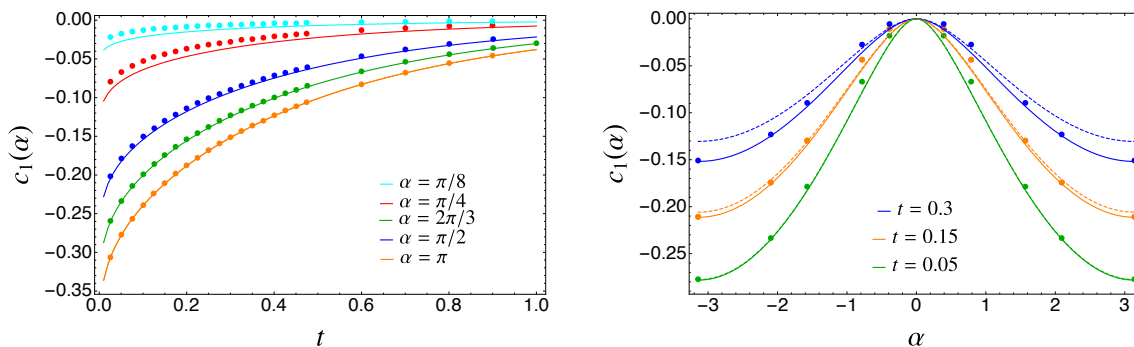 0.00
-0.05
-0.10
-0.15
-0.20
-0.25
-0.30
-0.35
c₁(α)
α = π/8
α = π/4
α = 2π/3
α = π/2
α = π
0.0 0.2 0.4 0.6 0.8 1.0
t
0.00
-0.05
-0.10
-0.15
-0.20
-0.25
c₁(α)
t = 0.3
t = 0.15
t = 0.05
-3 -2 -1 0 1 2 3
α